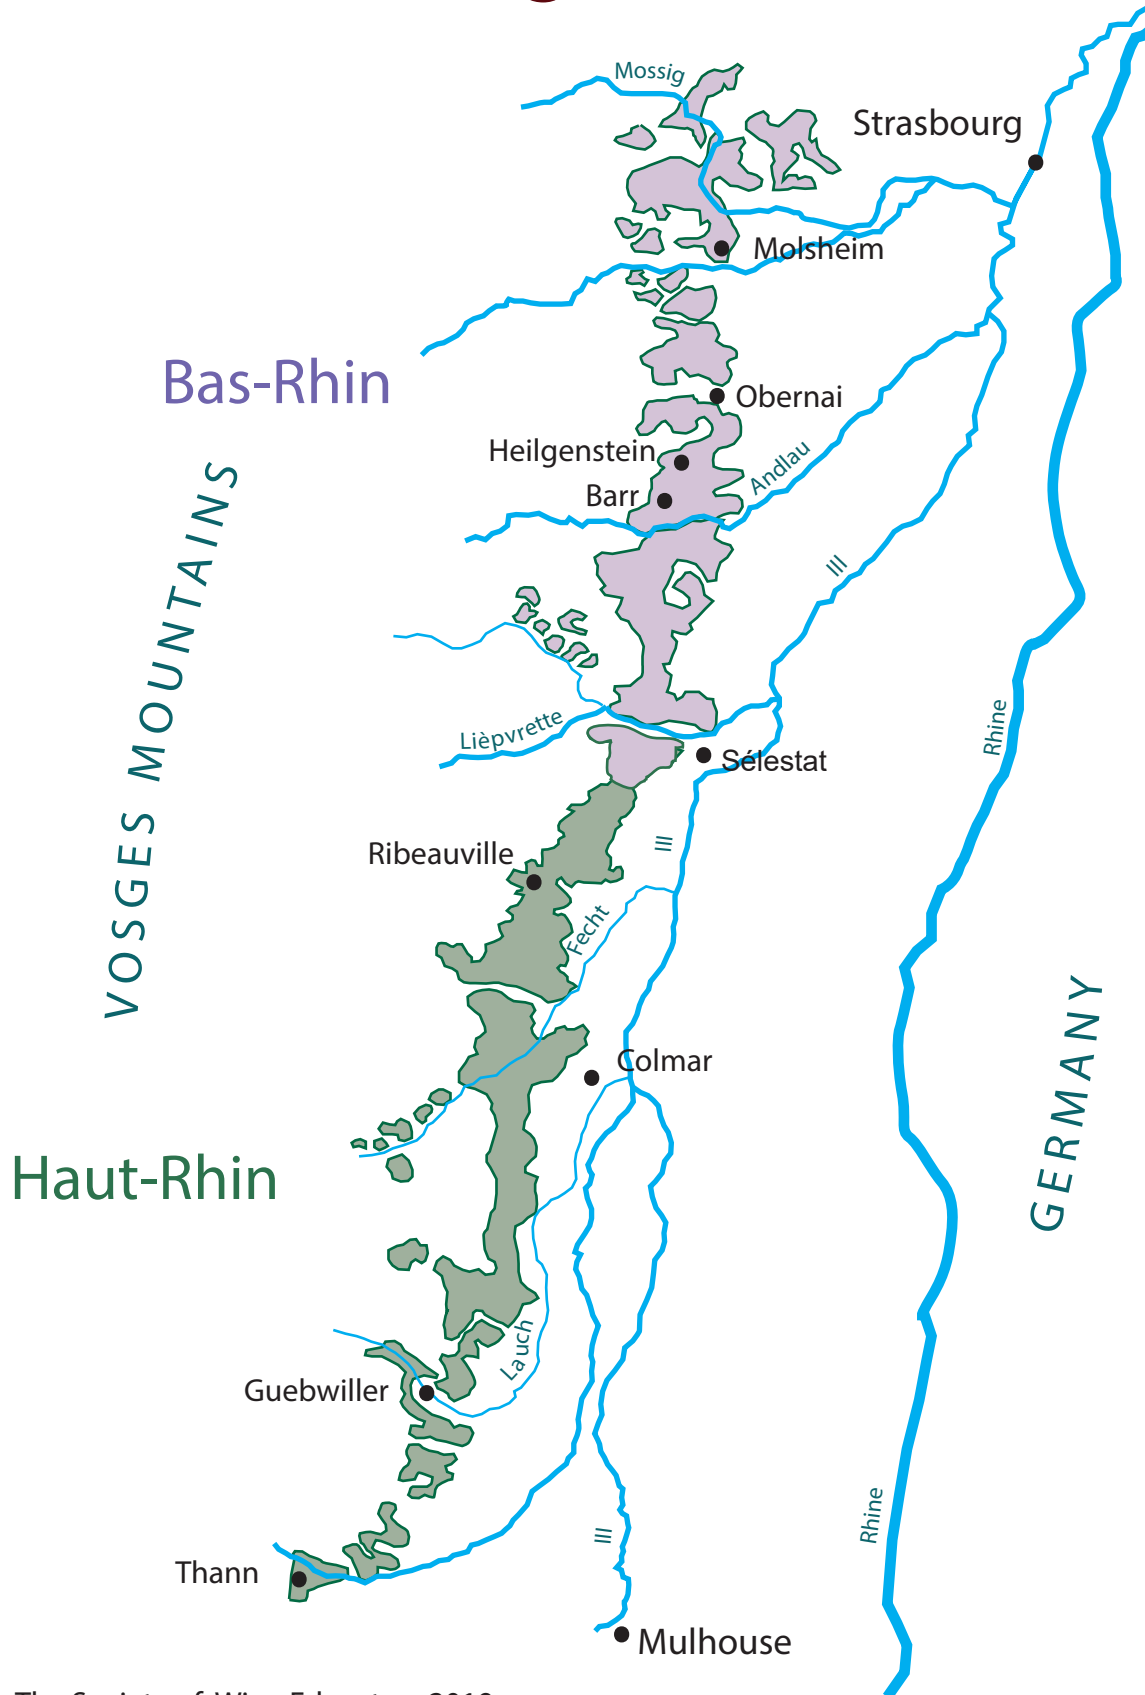 Mossig
Strasbourg
Molsheim
Bas-Rhin
Obernai
Heilgenstein
Andlau
Barr
VOSGES MOUNTAINS
Ill
Rhine
Lièpvrette
Sélestat
Ill
Ribeauville
Fecht
GERMANY
Colmar
Haut-Rhin
Lauch
Guebwiller
Rhine
Ill
Thann
Mulhouse